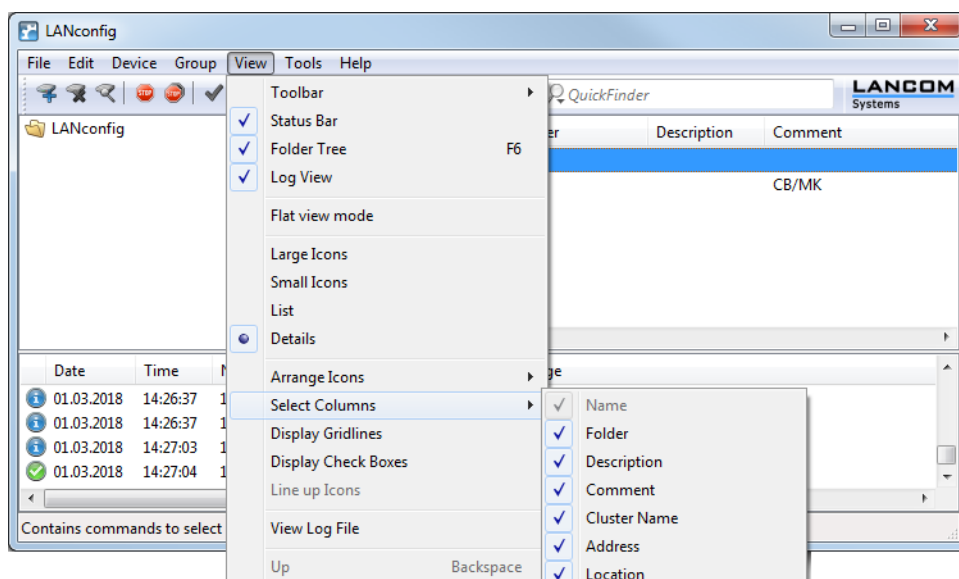 LANconfig
File Edit Device Group View Tools Help
QuickFinder
LANCOM
Systems
LANconfig
Description Comment
CB/MK
Toolbar
Status Bar
Folder Tree F6
Log View
Flat view mode
Large Icons
Small Icons
List
Details
Arrange Icons
Select Columns
Display Gridlines
Display Check Boxes
Line up Icons
View Log File
Up Backspace
Name
Folder
Description
Comment
Cluster Name
Address
Location
Date Time
01.03.2018 14:26:37
01.03.2018 14:26:37
01.03.2018 14:27:03
01.03.2018 14:27:04
Contains commands to select